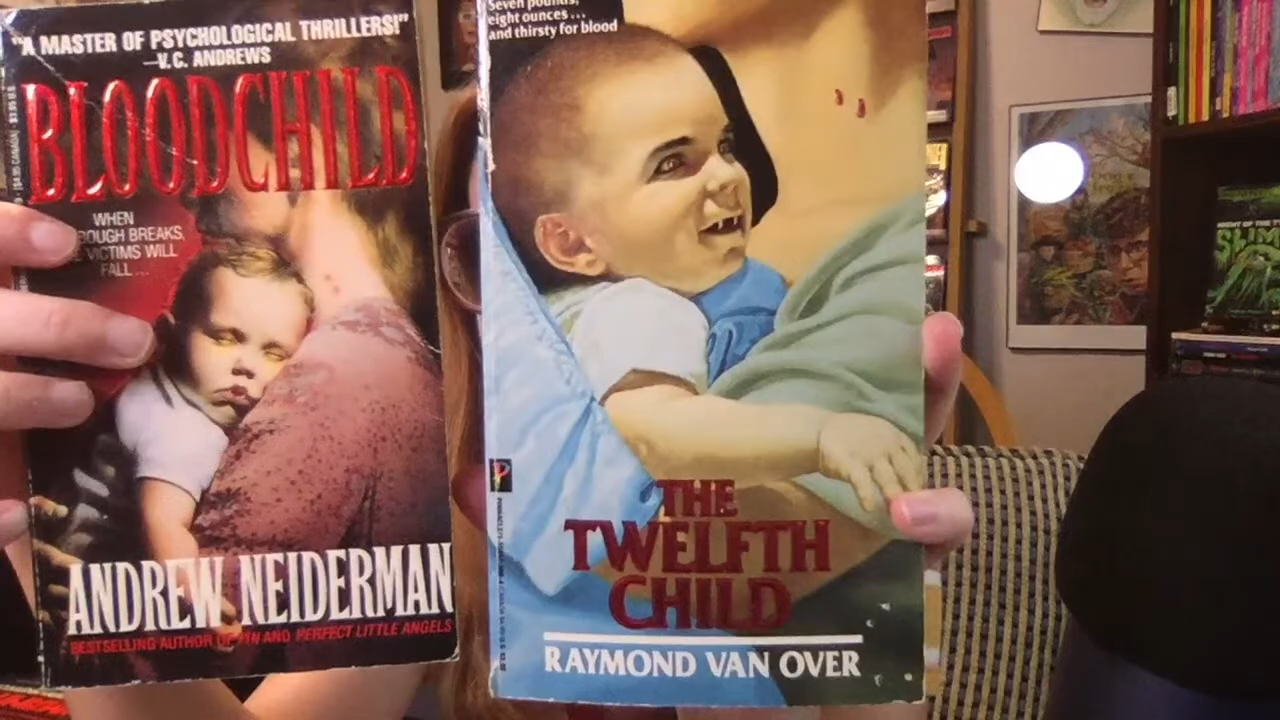 "A MASTER OF PSYCHOLOGICAL THRILLERS!"
—V.C. ANDREWS
BLOODCHILD
WHEN
BOUGH BREAKS,
VICTIMS WILL
FALL...
ANDREW NEIDERMAN
BESTSELLING AUTHOR OF PIN AND PERFECT LITTLE ANGELS
Seven pounds,
eight ounces...
and thirsty for blood
THE
TWELFTH
CHILD
RAYMOND VAN OVER